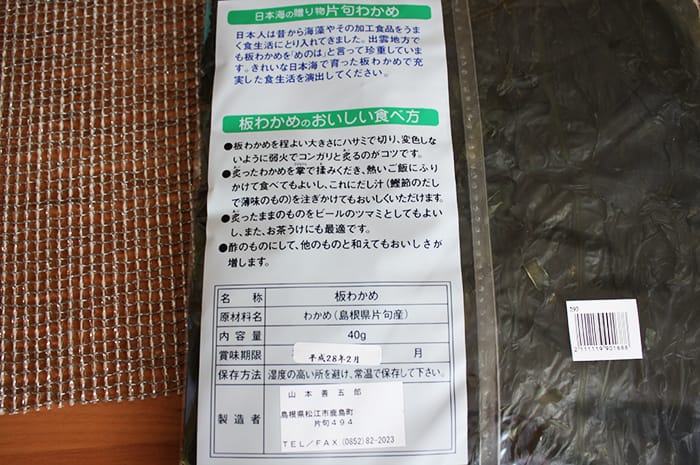 日本海の贈り物片句わかめ
日本人は昔から海藻やその加工食品をうま
く食生活にとり入れてきました。出雲地方で
も板わかめを「めのは」と言って珍重していま
す。きれいな日本海で育った板わかめで充
実した食生活を演出してください。
板わかめのおいしい食べ方
●板わかめを程よい大きさにハサミで切り、変色しな
いように弱火でコンガリと炙るのがコツです。
●炙ったわかめを掌で揉みくだき、熱いご飯にふり
かけて食べてもよいし、これにだし汁(鰹節のだし
で薄味のもの)を注ぎかけてもおいしくいただけます。
●炙ったままのものをビールのツマミとしてもよい
し、また、お茶うけにも最適です。
●酢のものにして、他のものと和えてもおいしさが
増します。
名称 板わかめ
原材料名 わかめ(島根県片句産)
内容量 40g
賞味期限 平成28年2月 月
保存方法 湿度の高い所を避け、常温で保存して下さい。
製造者
山本善五郎
島根県松江市鹿島町
片句494
TEL/FAX (0852)82-2023
590